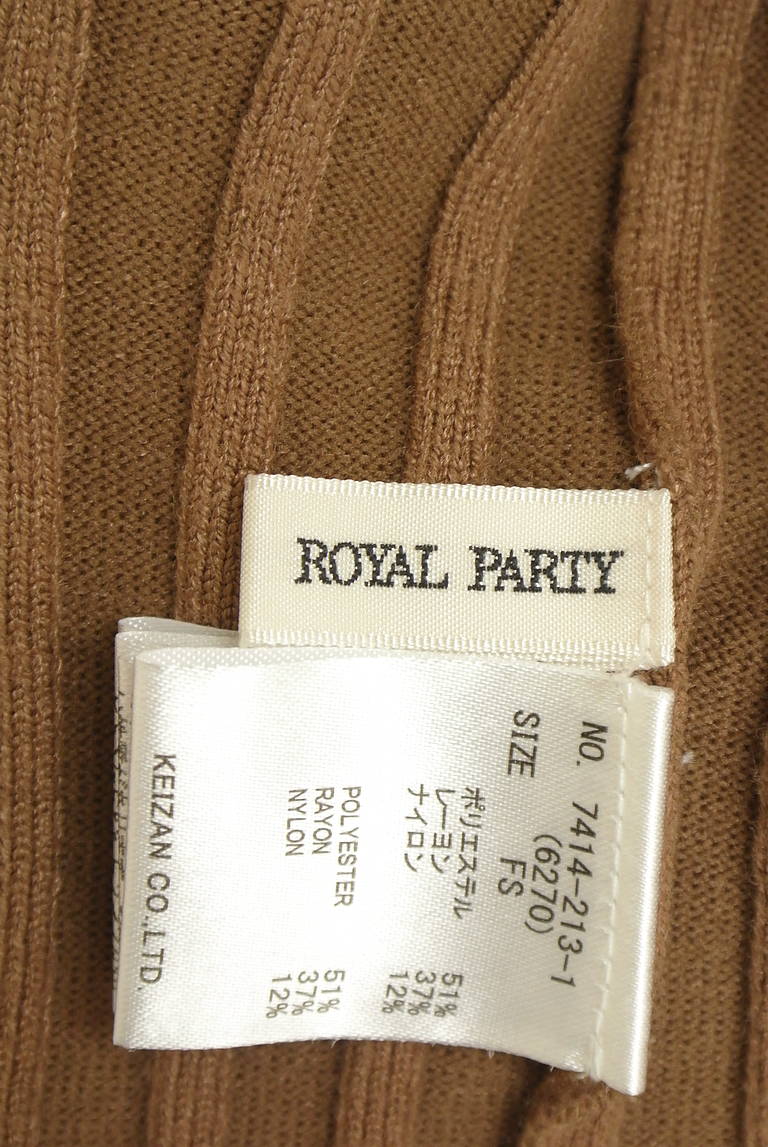 ROYAL PARTY
NO. 7414-213-1
(6270)
SIZE FS
ポリエステル 51%
レーヨン 37%
ナイロン 12%
POLYESTER 51%
RAYON 37%
NYLON 12%
KEIZAN CO.,LTD.